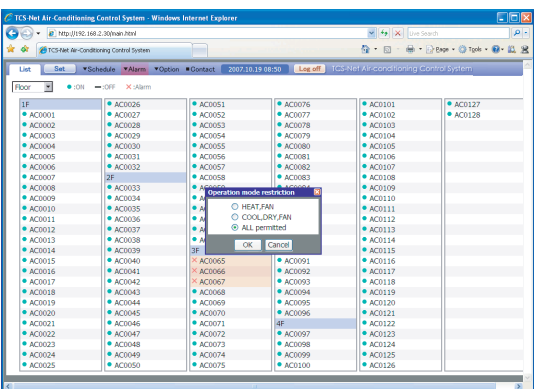 TCS-Net Air-Conditioning Control System - Windows Internet Explorer
http://192.168.2.30/main.html
Live Search
TCS-Net Air-Conditioning Control System
Page
Tools
List
Set
▼Schedule
▼Alarm
▼Option
■Contact
2007.10.19 08:50
Log off
TCS-Net Air-conditioning Control System
Floor
:ON
:OFF
:Alarm
1F
AC0001
AC0002
AC0003
AC0004
AC0005
AC0006
AC0007
AC0008
AC0009
AC0010
AC0011
AC0012
AC0013
AC0014
AC0015
AC0016
AC0017
AC0018
AC0019
AC0020
AC0021
AC0022
AC0023
AC0024
AC0025
AC0026
AC0027
AC0028
AC0029
AC0030
AC0031
AC0032
2F
AC0033
AC0034
AC0035
AC0036
AC0037
AC0038
AC0039
AC0040
AC0041
AC0042
AC0043
AC0044
AC0045
AC0046
AC0047
AC0048
AC0049
AC0050
AC0051
AC0052
AC0053
AC0054
AC0055
AC0056
AC0057
AC0058
3F
AC0065
AC0066
AC0067
AC0068
AC0069
AC0070
AC0071
AC0072
AC0073
AC0074
AC0075
AC0076
AC0077
AC0078
AC0079
AC0080
AC0081
AC0082
AC0083
AC0091
AC0092
AC0093
AC0094
AC0095
AC0096
4F
AC0097
AC0098
AC0099
AC0100
AC0101
AC0102
AC0103
AC0104
AC0105
AC0106
AC0107
AC0108
AC0109
AC0110
AC0111
AC0112
AC0113
AC0114
AC0115
AC0116
AC0117
AC0118
AC0119
AC0120
AC0121
AC0122
AC0123
AC0124
AC0125
AC0126
AC0127
AC0128
Operation mode restriction
HEAT,FAN
COOL,DRY,FAN
ALL permitted
OK
Cancel